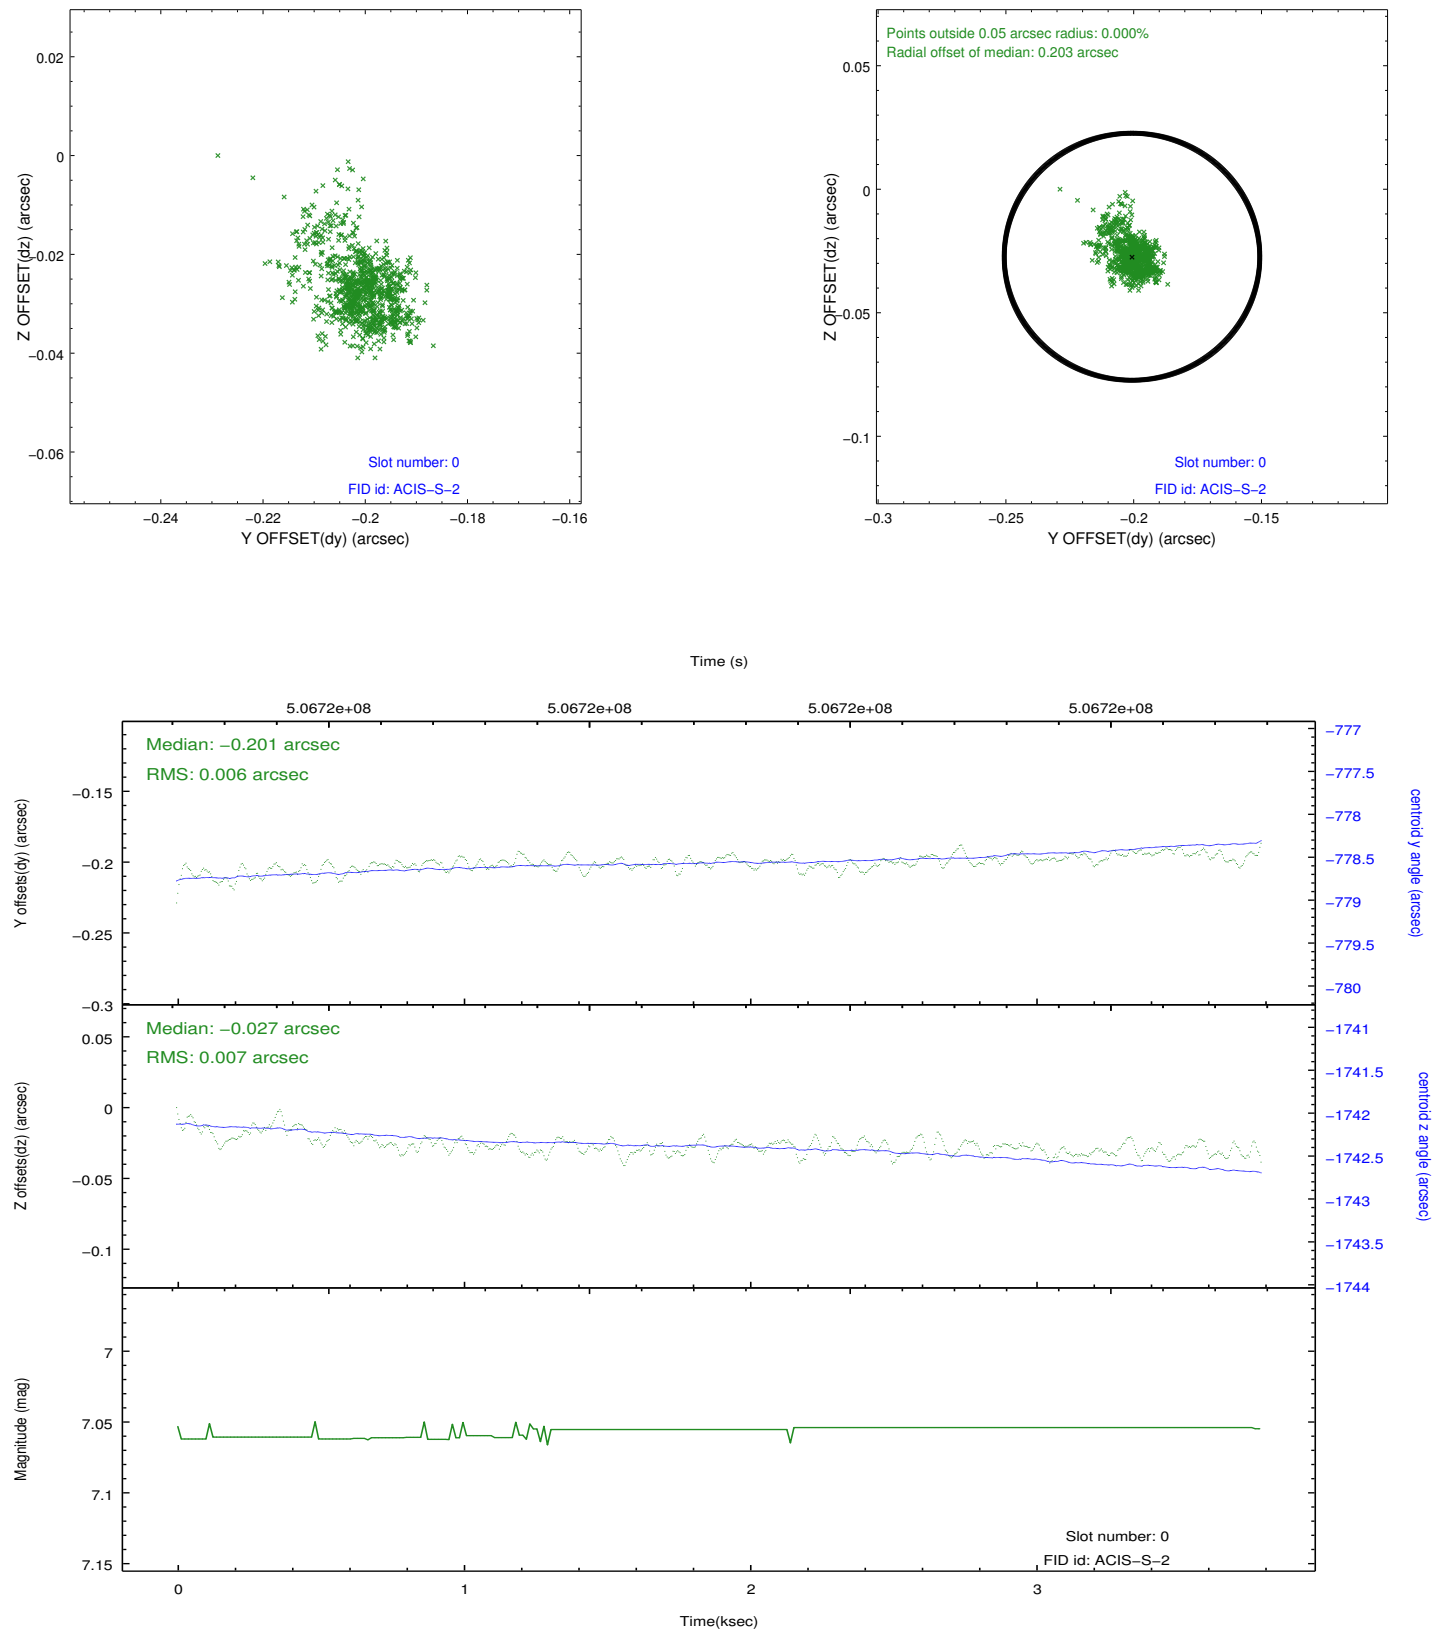 0.02
0
−0.02
−0.04
−0.06
Z OFFSET(dz) (arcsec)
Slot number: 0
FID id: ACIS−S−2
−0.24
−0.22
−0.2
−0.18
−0.16
Y OFFSET(dy) (arcsec)
Points outside 0.05 arcsec radius: 0.000%
Radial offset of median: 0.203 arcsec
0.05
0
−0.05
−0.1
Z OFFSET(dz) (arcsec)
Slot number: 0
FID id: ACIS−S−2
−0.3
−0.25
−0.2
−0.15
Y OFFSET(dy) (arcsec)
Time (s)
5.0672e+08
5.0672e+08
5.0672e+08
5.0672e+08
Median: −0.201 arcsec
RMS: 0.006 arcsec
−0.15
−0.2
−0.25
−0.3
Y offsets(dy) (arcsec)
−777
−777.5
−778
−778.5
−779
−779.5
−780
centroid y angle (arcsec)
Median: −0.027 arcsec
RMS: 0.007 arcsec
0.05
0
−0.05
−0.1
Z offsets(dz) (arcsec)
−1741
−1741.5
−1742
−1742.5
−1743
−1743.5
−1744
centroid z angle (arcsec)
7
7.05
7.1
7.15
Magnitude (mag)
Slot number: 0
FID id: ACIS−S−2
0
1
2
3
Time(ksec)